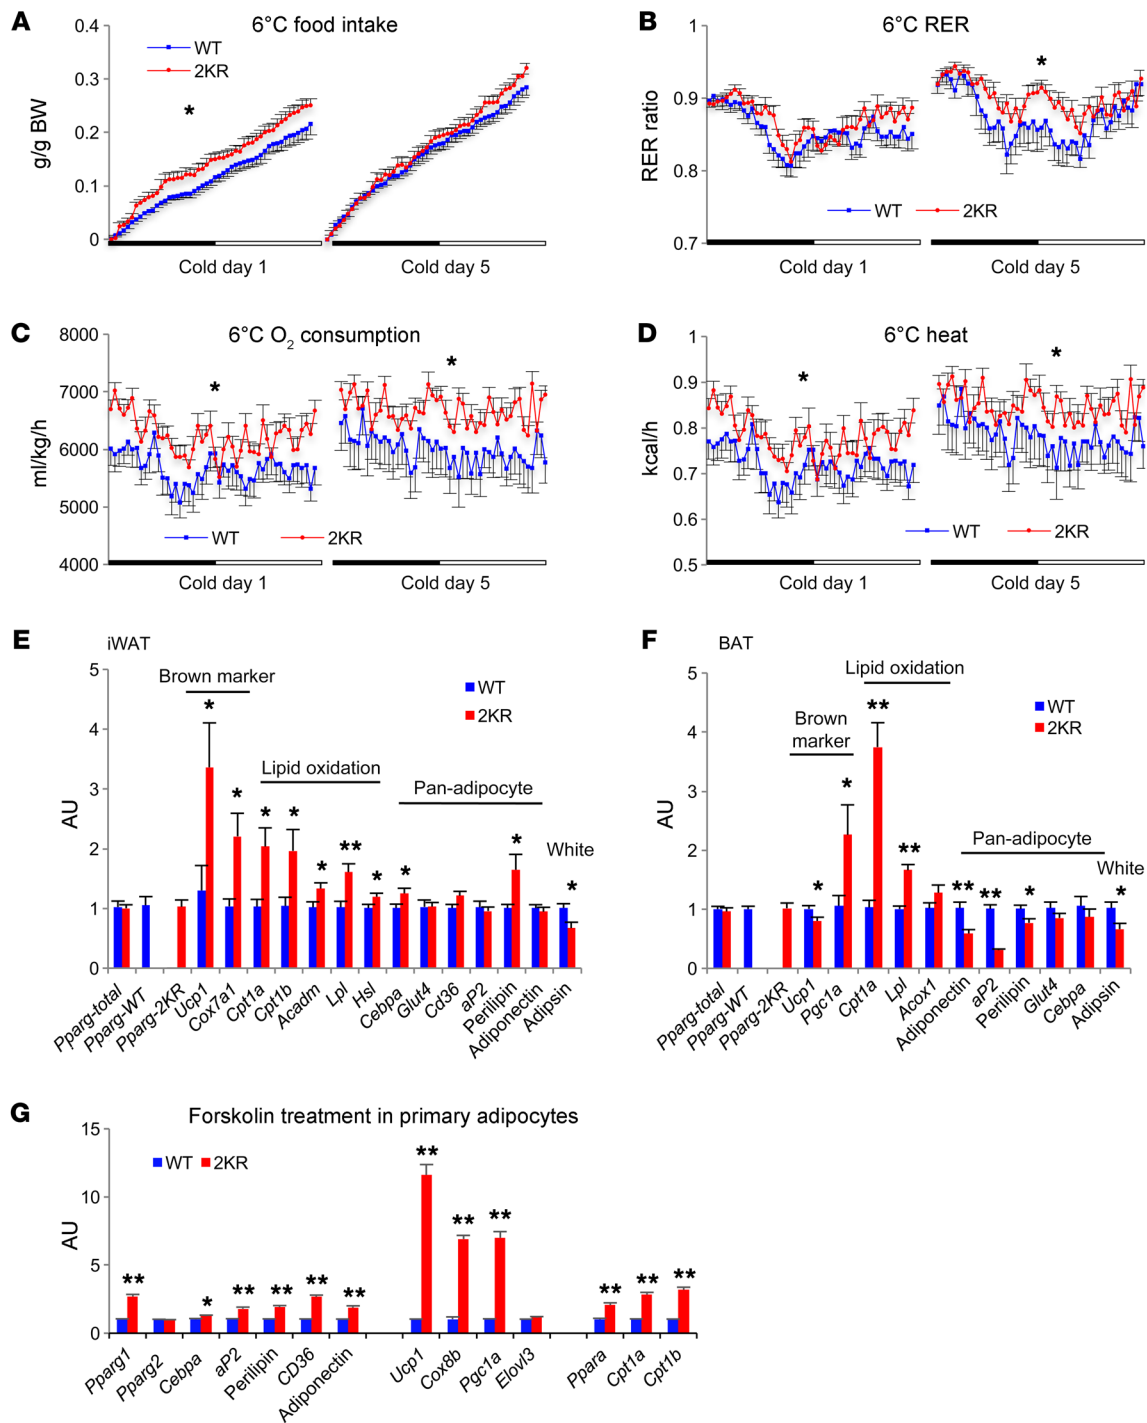 A
6°C food intake
WT
2KR
*
g/g BW
0.4
0.3
0.2
0.1
0
Cold day 1
Cold day 5
B
6°C RER
*
RER ratio
1
0.9
0.8
0.7
WT
2KR
Cold day 1
Cold day 5
C
6°C O2 consumption
*
*
ml/kg/h
8000
7000
6000
5000
4000
WT
2KR
Cold day 1
Cold day 5
D
6°C heat
*
*
kcal/h
1
0.9
0.8
0.7
0.6
0.5
WT
2KR
Cold day 1
Cold day 5
E
iWAT
Brown marker
WT
2KR
Lipid oxidation
Pan-adipocyte
White
* * * * * ** * * * *
AU
5
4
3
2
1
0
Pparg-total
Pparg-WT
Pparg-2KR
Ucp1
Cox7a1
Cpt1a
Cpt1b
Acadm
Lpl
Hsl
Cebpa
Glut4
Cd36
aP2
Perilipin
Adiponectin
Adipsin
F
BAT
Lipid oxidation
WT
2KR
Brown
marker
Pan-adipocyte
White
* * ** ** ** ** * *
AU
5
4
3
2
1
0
Pparg-total
Pparg-WT
Pparg-2KR
Ucp1
Pgc1a
Cpt1a
Lpl
Acox1
Adiponectin
aP2
Perilipin
Glut4
Cebpa
Adipsin
G
Forskolin treatment in primary adipocytes
WT
2KR
** * ** ** ** ** ** ** ** ** ** **
AU
15
10
5
0
Pparg1
Pparg2
Cebpa
aP2
Perilipin
CD36
Adiponectin
Ucp1
Cox8b
Pgc1a
Elovl3
Ppara
Cpt1a
Cpt1b